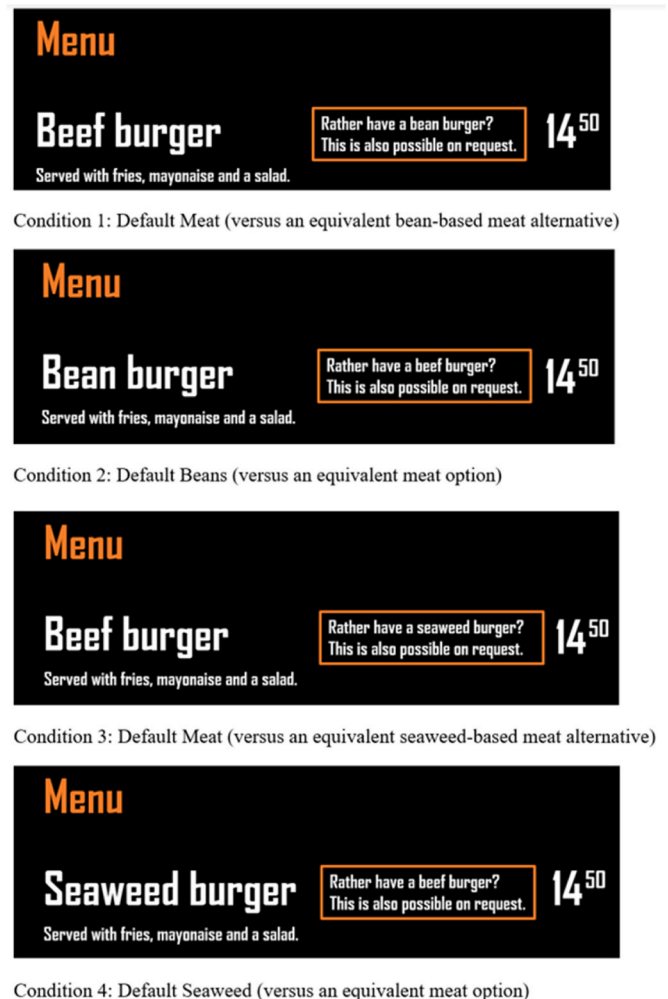 Menu
Beef burger
Rather have a bean burger?
This is also possible on request.
14 50
Served with fries, mayonaise and a salad.
Condition 1: Default Meat (versus an equivalent bean-based meat alternative)
Menu
Bean burger
Rather have a beef burger?
This is also possible on request.
14 50
Served with fries, mayonaise and a salad.
Condition 2: Default Beans (versus an equivalent meat option)
Menu
Beef burger
Rather have a seaweed burger?
This is also possible on request.
14 50
Served with fries, mayonaise and a salad.
Condition 3: Default Meat (versus an equivalent seaweed-based meat alternative)
Menu
Seaweed burger
Rather have a beef burger?
This is also possible on request.
14 50
Served with fries, mayonaise and a salad.
Condition 4: Default Seaweed (versus an equivalent meat option)